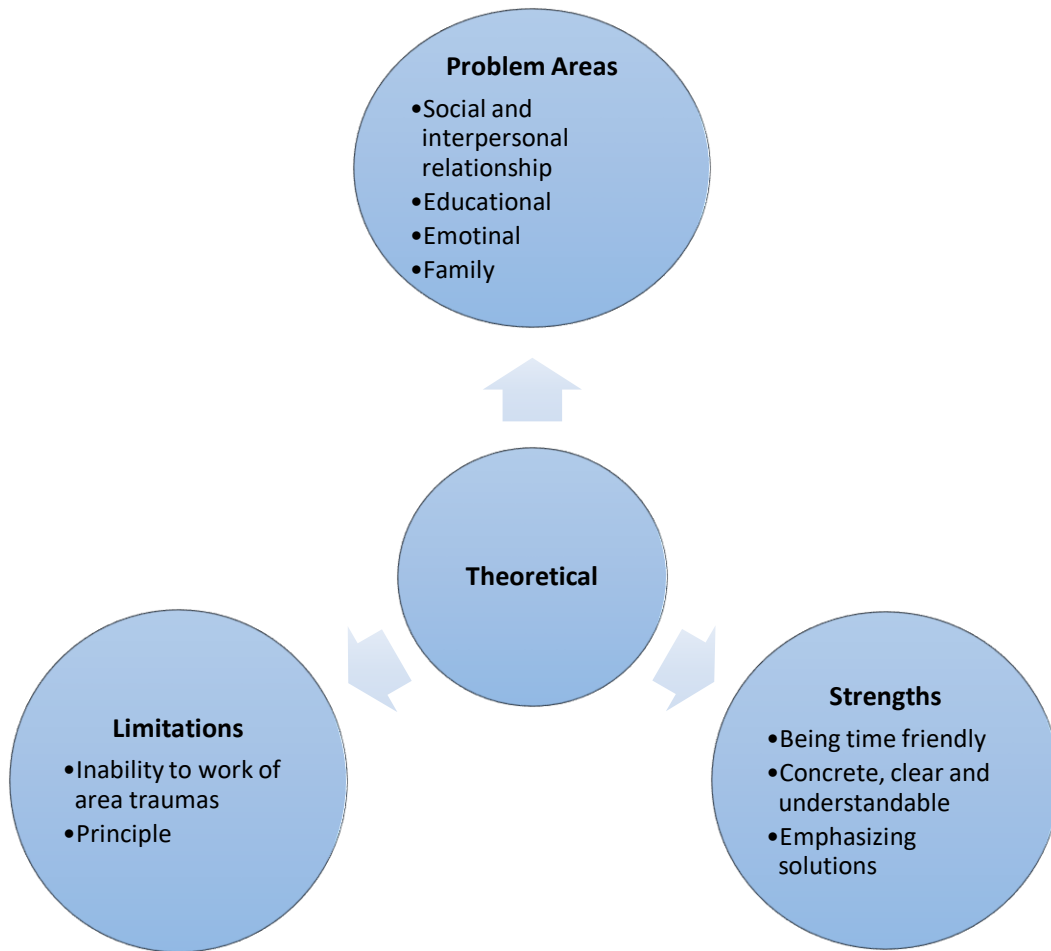 Problem Areas
•Social and
interpersonal
relationship
•Educational
•Emotinal
•Family
Theoretical
Limitations
•Inability to work of
area traumas
•Principle
Strengths
•Being time friendly
•Concrete, clear and
understandable
•Emphasizing
solutions